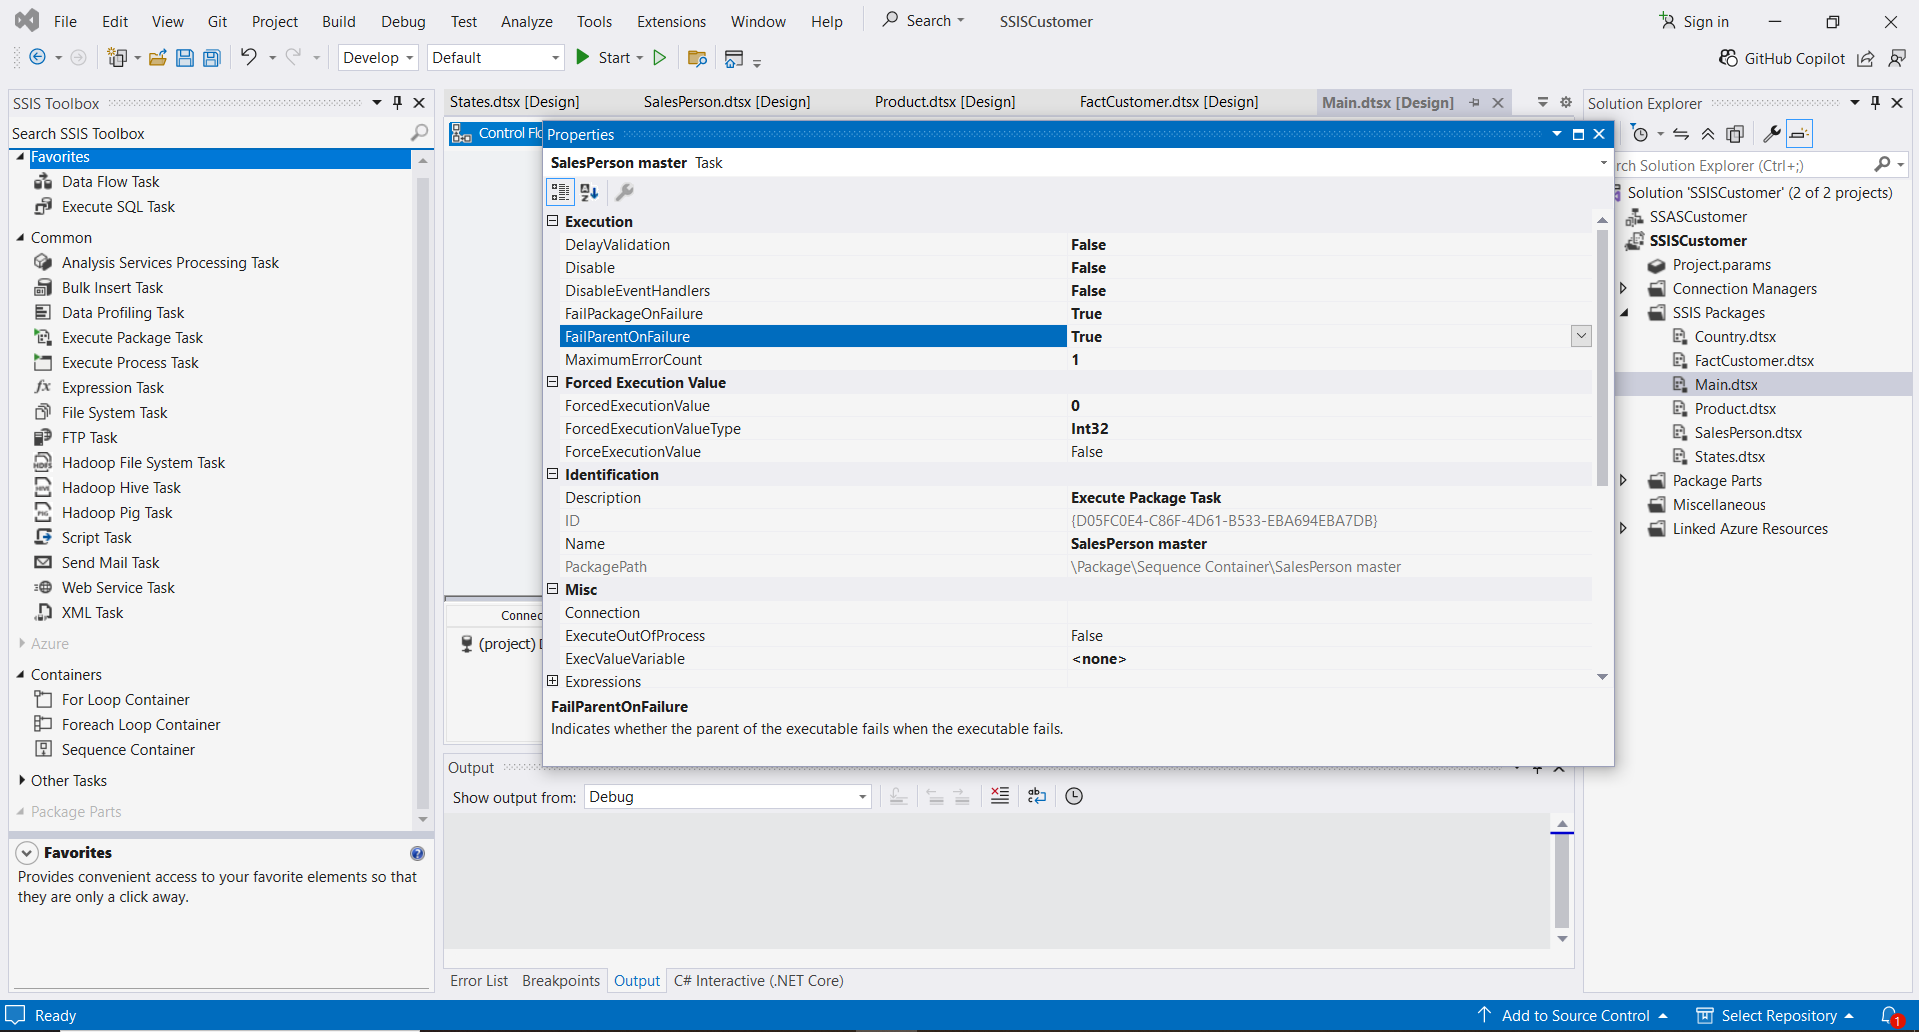 File Edit View Git Project Build Debug Test Analyze Tools Extensions Window Help Search SSISCustomer Sign in
Develop Default Start GitHub Copilot
SSIS Toolbox
Search SSIS Toolbox
Favorites
Data Flow Task
Execute SQL Task
Common
Analysis Services Processing Task
Bulk Insert Task
Data Profiling Task
Execute Package Task
Execute Process Task
Expression Task
File System Task
FTP Task
Hadoop File System Task
Hadoop Hive Task
Hadoop Pig Task
Script Task
Send Mail Task
Web Service Task
XML Task
Azure
Containers
For Loop Container
Foreach Loop Container
Sequence Container
Other Tasks
Package Parts
Favorites
Provides convenient access to your favorite elements so that
they are only a click away.
States.dtsx [Design] SalesPerson.dtsx [Design] Product.dtsx [Design] FactCustomer.dtsx [Design] Main.dtsx [Design]
Control Fl
Connec
(project)
Properties
SalesPerson master Task
Execution
DelayValidation False
Disable False
DisableEventHandlers False
FailPackageOnFailure True
FailParentOnFailure True
MaximumErrorCount 1
Forced Execution Value
ForcedExecutionValue 0
ForcedExecutionValueType Int32
ForceExecutionValue False
Identification
Description Execute Package Task
ID {D05FC0E4-C86F-4D61-B533-EBA694EBA7DB}
Name SalesPerson master
PackagePath \Package\Sequence Container\SalesPerson master
Misc
Connection
ExecuteOutOfProcess False
ExecValueVariable <none>
Expressions
FailParentOnFailure
Indicates whether the parent of the executable fails when the executable fails.
Output
Show output from: Debug
Error List Breakpoints Output C# Interactive (.NET Core)
Solution Explorer
rch Solution Explorer (Ctrl+;)
Solution 'SSISCustomer' (2 of 2 projects)
SSASCustomer
SSISCustomer
Project.params
Connection Managers
SSIS Packages
Country.dtsx
FactCustomer.dtsx
Main.dtsx
Product.dtsx
SalesPerson.dtsx
States.dtsx
Package Parts
Miscellaneous
Linked Azure Resources
Ready Add to Source Control Select Repository 1